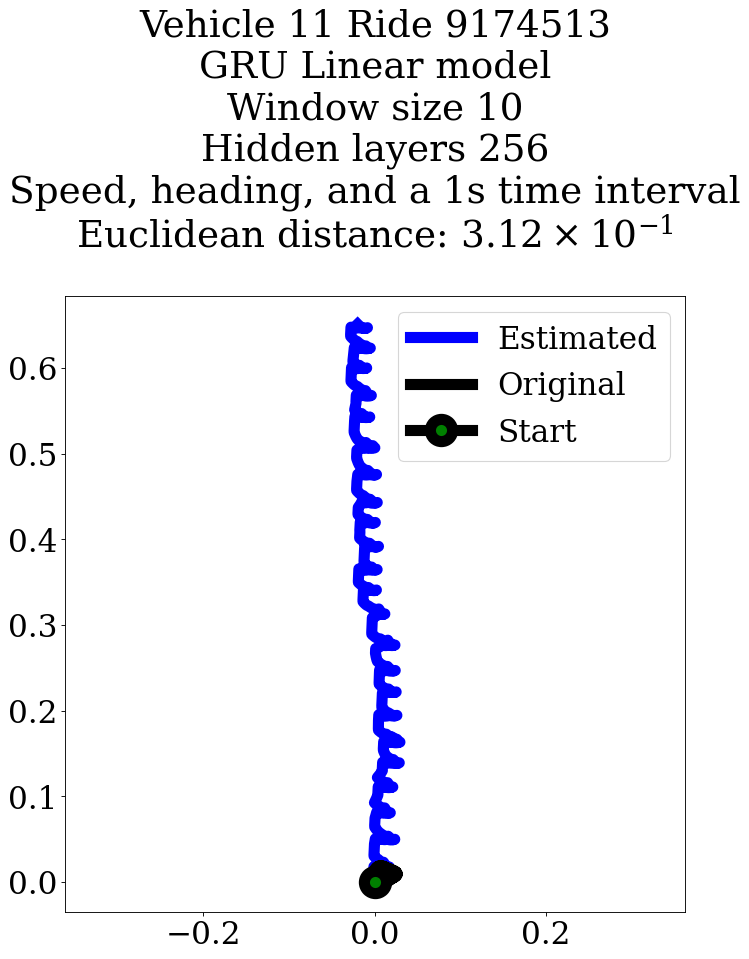 Vehicle 11 Ride 9174513
GRU Linear model
Window size 10
Hidden layers 256
Speed, heading, and a 1s time interval
Euclidean distance: 3.12 × 10⁻¹
Estimated
Original
Start
0.6
0.5
0.4
0.3
0.2
0.1
0.0
−0.2 0.0 0.2